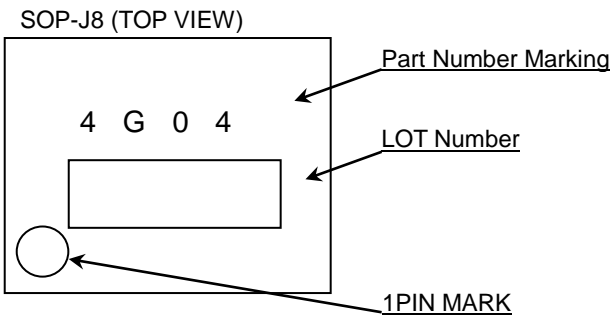 SOP-J8 (TOP VIEW)
Part Number Marking
4 G 0 4
LOT Number
1PIN MARK